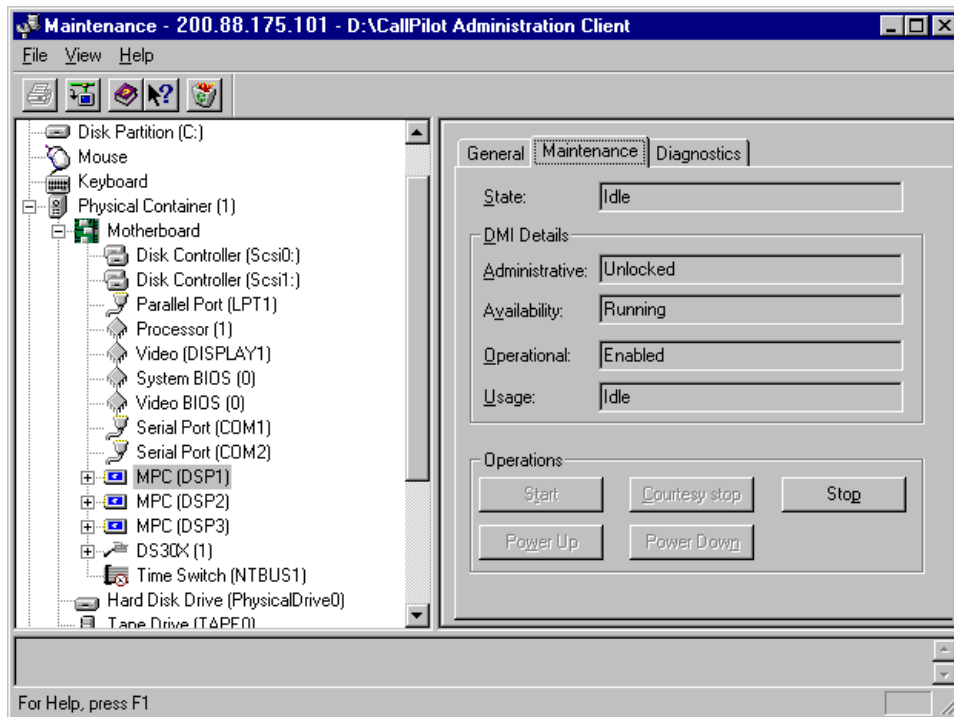 Maintenance - 200.88.175.101 - D:\CallPilot Administration Client
File View Help
Disk Partition (C:)
Mouse
Keyboard
Physical Container (1)
Motherboard
Disk Controller (Scsi0:)
Disk Controller (Scsi1:)
Parallel Port (LPT1)
Processor (1)
Video (DISPLAY1)
System BIOS (0)
Video BIOS (0)
Serial Port (COM1)
Serial Port (COM2)
MPC (DSP1)
MPC (DSP2)
MPC (DSP3)
DS30X (1)
Time Switch (NTBUS1)
Hard Disk Drive (PhysicalDrive0)
Tape Drive (TAPE0)
General Maintenance Diagnostics
State: Idle
DMI Details
Administrative: Unlocked
Availability: Running
Operational: Enabled
Usage: Idle
Operations
Start Courtesy stop Stop
Power Up Power Down
For Help, press F1